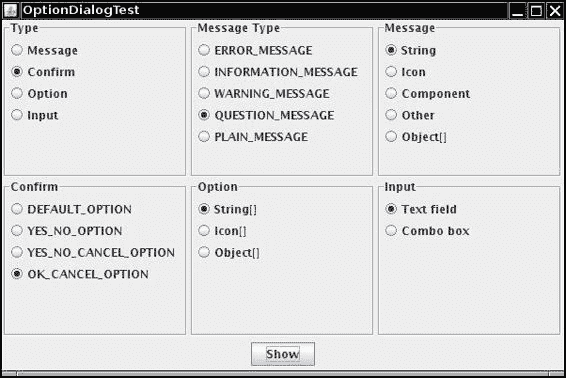 OptionDialogTest
Type
Message
Confirm
Option
Input
Message Type
ERROR_MESSAGE
INFORMATION_MESSAGE
WARNING_MESSAGE
QUESTION_MESSAGE
PLAIN_MESSAGE
Message
String
Icon
Component
Other
Object[]
Confirm
DEFAULT_OPTION
YES_NO_OPTION
YES_NO_CANCEL_OPTION
OK_CANCEL_OPTION
Option
String[]
Icon[]
Object[]
Input
Text field
Combo box
Show